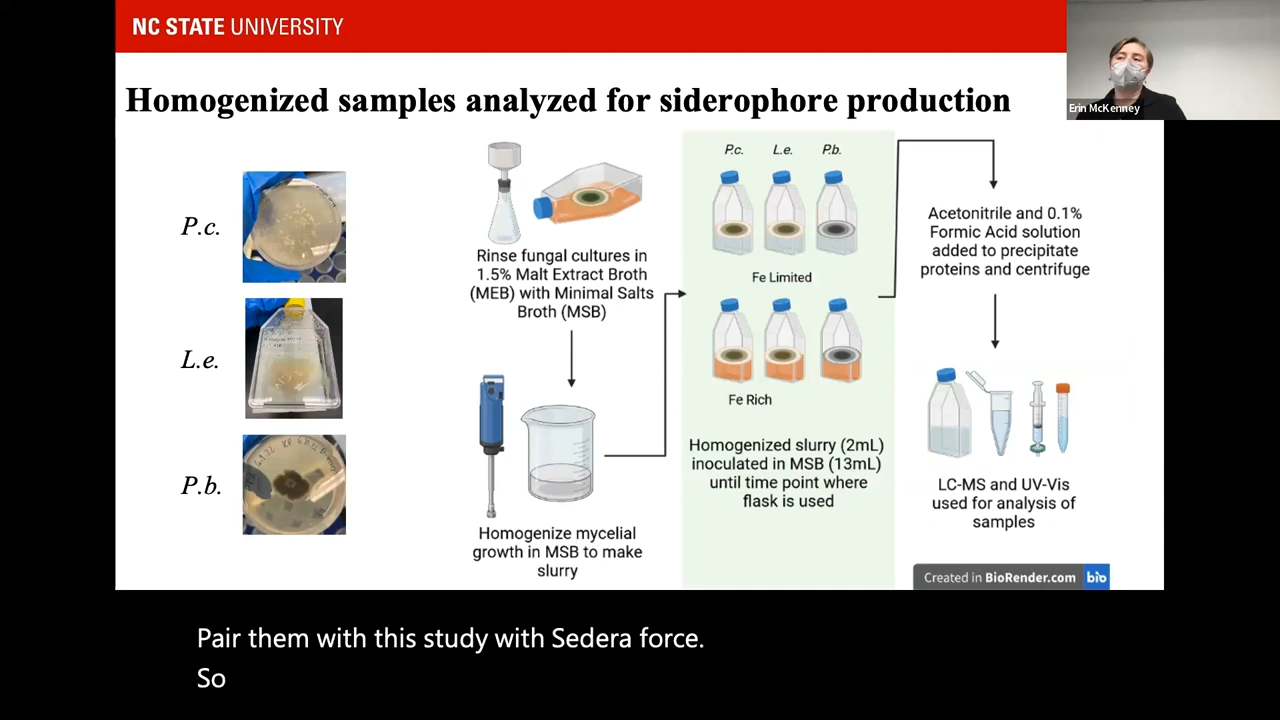 NC STATE UNIVERSITY
Erin McKenney
Homogenized samples analyzed for siderophore production
P.c.
L.e.
P.b.
Rinse fungal cultures in
1.5% Malt Extract Broth
(MEB) with Minimal Salts
Broth (MSB)
Homogenize mycelial
growth in MSB to make
slurry
P.c. L.e. P.b.
Fe Limited
Fe Rich
Homogenized slurry (2mL)
inoculated in MSB (13mL)
until time point where
flask is used
Acetonitrile and 0.1%
Formic Acid solution
added to precipitate
proteins and centrifuge
LC-MS and UV-Vis
used for analysis of
samples
Created in BioRender.com bio
Pair them with this study with Sedera force.
So